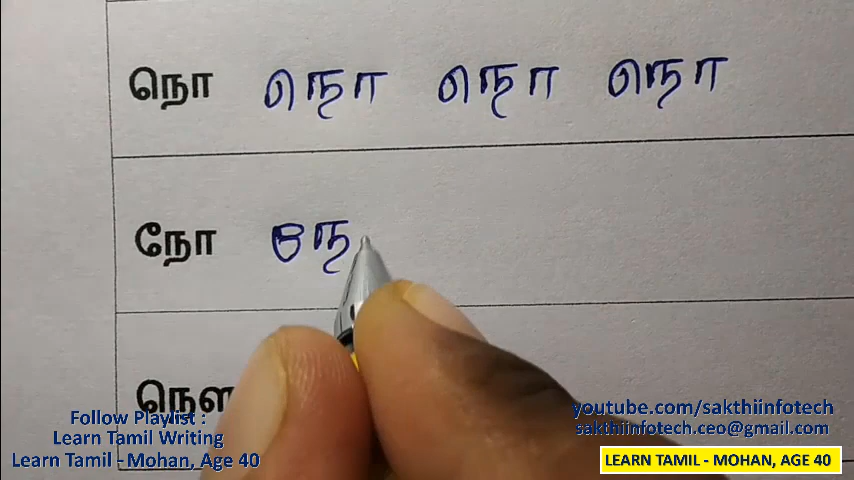 நொ நொ நொ நொ
நோ நே
நௌ
Follow Playlist :
Learn Tamil Writing
Learn Tamil - Mohan, Age 40
youtube.com/sakthiinfotech
sakthiinfotech.ceo@gmail.com
LEARN TAMIL - MOHAN, AGE 40